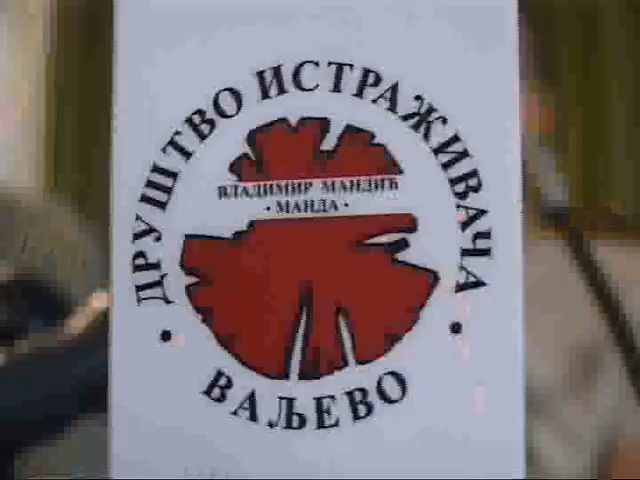 ДРУШТВО ИСТРАЖИВАЧА
ВЛАДИМИР МАНДИЋ
· МАНДА ·
· ВАЉЕВО ·